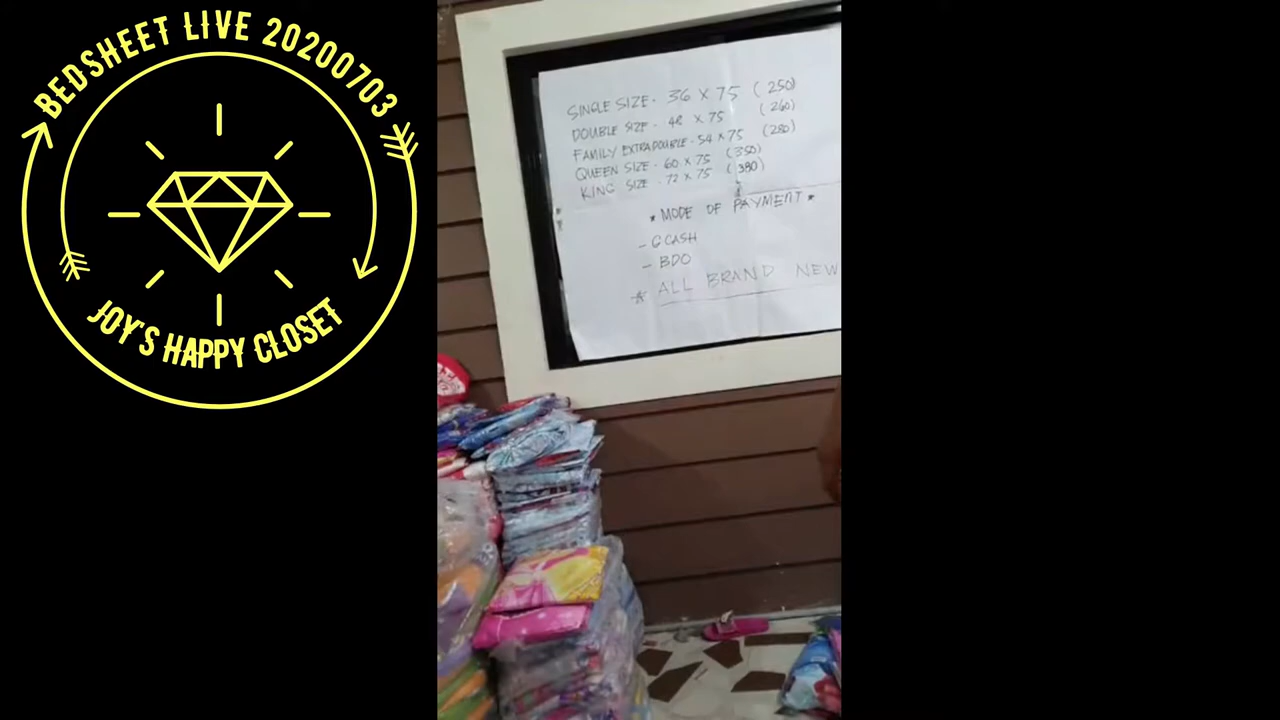 BEDSHEET LIVE 20200703
JOY'S HAPPY CLOSET
SINGLE SIZE - 36 X 75 (250)
DOUBLE SIZE - 48 X 75 (260)
FAMILY EXTRA DOUBLE - 54 X 75 (280)
QUEEN SIZE - 60 X 75 (350)
KING SIZE - 72 X 75 (380)
* MODE OF PAYMENT *
- GCASH
- BDO
* ALL BRAND NEW